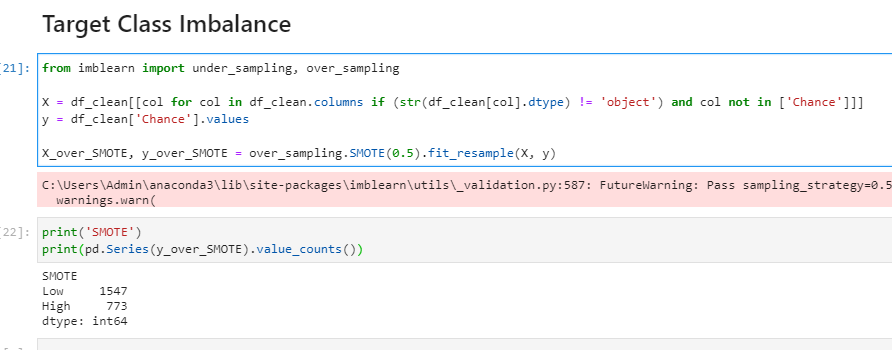 Target Class Imbalance
[21]: from imblearn import under_sampling, over_sampling
X = df_clean[[col for col in df_clean.columns if (str(df_clean[col].dtype) != 'object') and col not in ['Chance']]]
y = df_clean['Chance'].values
X_over_SMOTE, y_over_SMOTE = over_sampling.SMOTE(0.5).fit_resample(X, y)
C:\Users\Admin\anaconda3\lib\site-packages\imblearn\utils\_validation.py:587: FutureWarning: Pass sampling_strategy=0.5
warnings.warn(
[22]: print('SMOTE')
print(pd.Series(y_over_SMOTE).value_counts())
SMOTE
Low     1547
High     773
dtype: int64